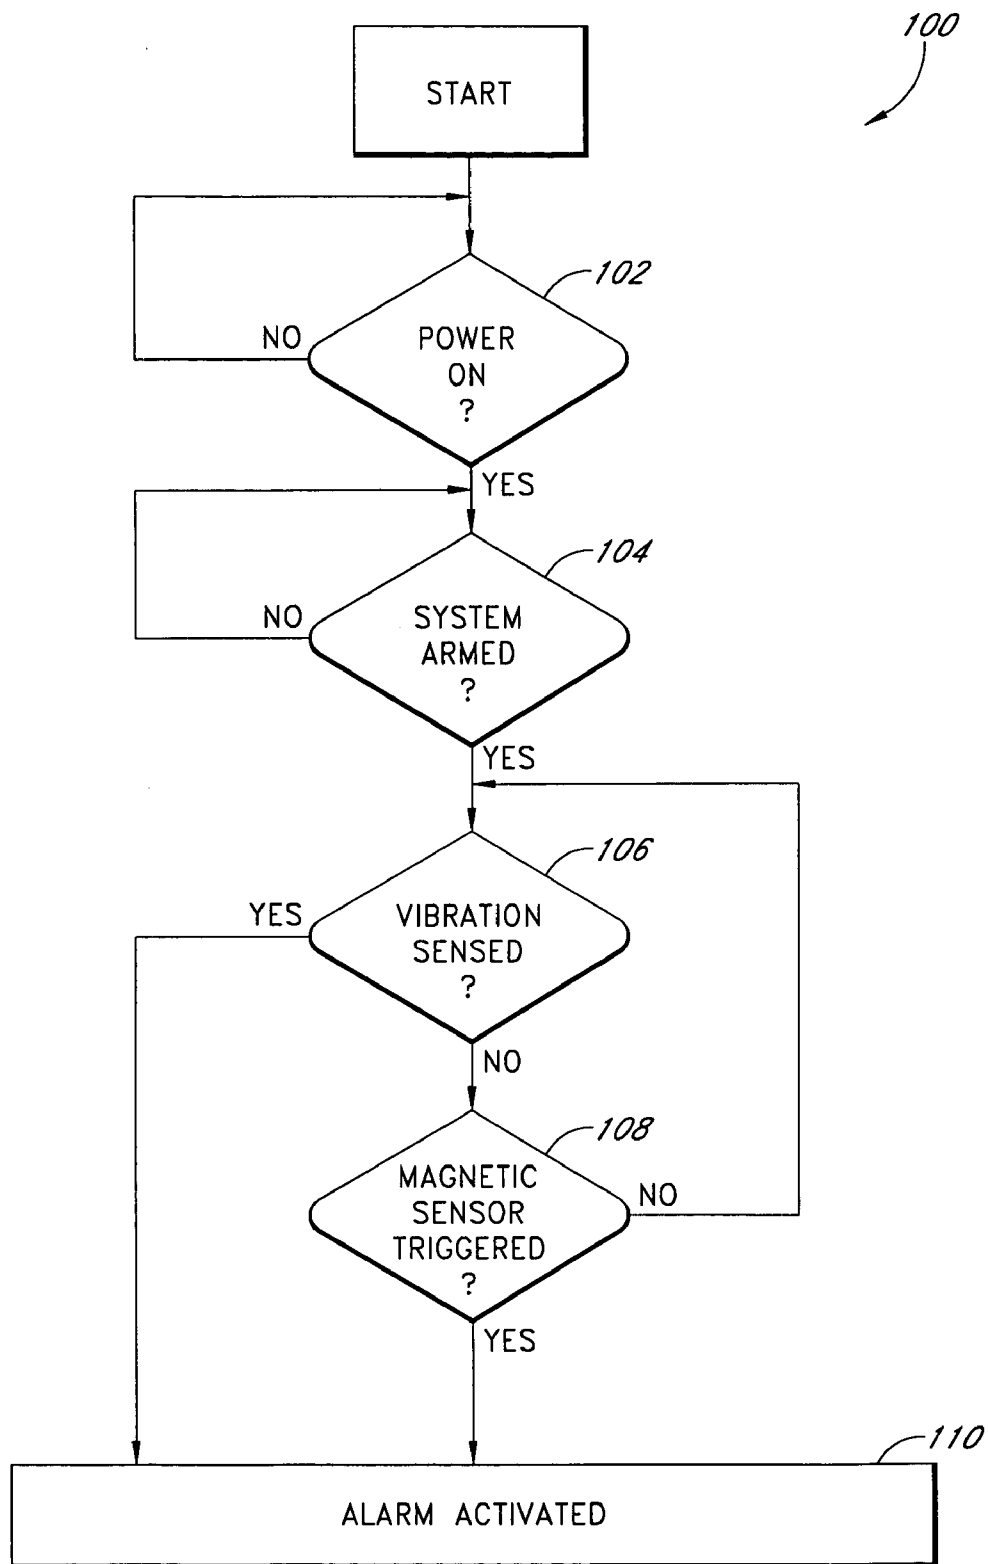 100
START
102
NO
POWER
ON
?
YES
104
NO
SYSTEM
ARMED
?
YES
106
YES
VIBRATION
SENSED
?
NO
108
MAGNETIC
SENSOR
TRIGGERED
?
NO
YES
110
ALARM ACTIVATED